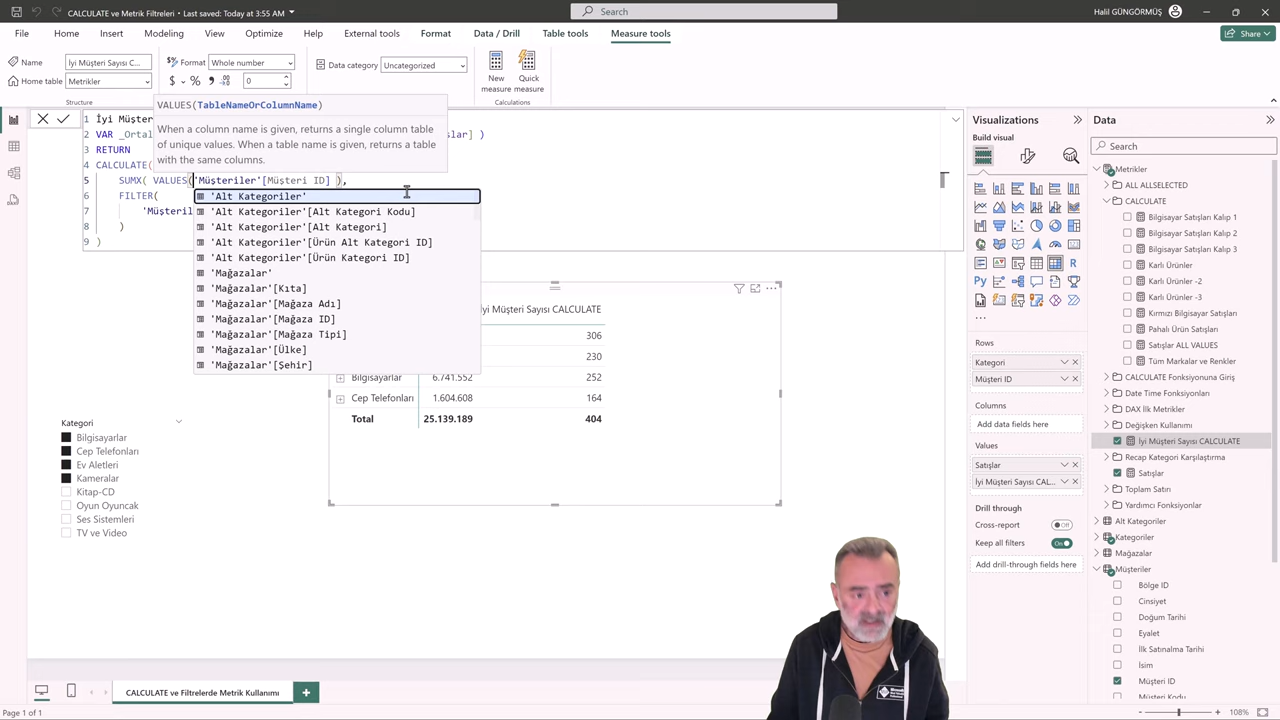 CALCULATE ve Metrik Filtreleri • Last saved: Today at 3:55 AM
Search
Halil GÜNGÖRMÜŞ
File
Home
Insert
Modeling
View
Optimize
Help
External tools
Format
Data / Drill
Table tools
Measure tools
Share
Name
İyi Müşteri Sayısı C...
Home table
Metrikler
Structure
Format
Whole number
$
%
0
Data category
Uncategorized
New measure
Quick measure
Calculations
VALUES(TableNameOrColumnName)
When a column name is given, returns a single column table
of unique values. When a table name is given, returns a table
with the same columns.
1 İyi Müşter
2 VAR _Ortal
lar] )
3 RETURN
4 CALCULATE(
5 SUMX( VALUES('Müşteriler'[Müşteri ID] ),
6 FILTER(
7 'Müşteril
8 )
9 )
'Alt Kategoriler'
'Alt Kategoriler'[Alt Kategori Kodu]
'Alt Kategoriler'[Alt Kategori]
'Alt Kategoriler'[Ürün Alt Kategori ID]
'Alt Kategoriler'[Ürün Kategori ID]
'Mağazalar'
'Mağazalar'[Kıta]
'Mağazalar'[Mağaza Adı]
'Mağazalar'[Mağaza ID]
'Mağazalar'[Mağaza Tipi]
'Mağazalar'[Ülke]
'Mağazalar'[Şehir]
İyi Müşteri Sayısı CALCULATE
306
230
Bilgisayarlar 6.741.552 252
Cep Telefonları 1.604.608 164
Total 25.139.189 404
Kategori
Bilgisayarlar
Cep Telefonları
Ev Aletleri
Kameralar
Kitap-CD
Oyun Oyuncak
Ses Sistemleri
TV ve Video
Visualizations
Build visual
Rows
Kategori
Müşteri ID
Columns
Add data fields here
Values
Satışlar
İyi Müşteri Sayısı CAL...
Drill through
Cross-report
Off
Keep all filters
On
Add drill-through fields here
Data
Search
Metrikler
ALL ALLSELECTED
CALCULATE
Bilgisayar Satışları Kalıp 1
Bilgisayar Satışları Kalıp 2
Bilgisayar Satışları Kalıp 3
Karlı Ürünler
Karlı Ürünler -2
Karlı Ürünler -3
Kırmızı Bilgisayar Satışları
Pahalı Ürün Satışları
Satışlar ALL VALUES
Tüm Markalar ve Renkler
CALCULATE Fonksiyonuna Giriş
Date Time Fonksiyonları
DAX İlk Metrikler
Değişken Kullanımı
İyi Müşteri Sayısı CALCULATE
Recap Kategori Karşılaştırma
Satışlar
Toplam Satırı
Yardımcı Fonksiyonlar
Alt Kategoriler
Kategoriler
Mağazalar
Müşteriler
Bölge ID
Cinsiyet
Doğum Tarihi
Eyalet
İlk Satınalma Tarihi
İsim
Müşteri ID
Müşteri Kodu
CALCULATE ve Filtrelerde Metrik Kullanımı
Page 1 of 1
108%